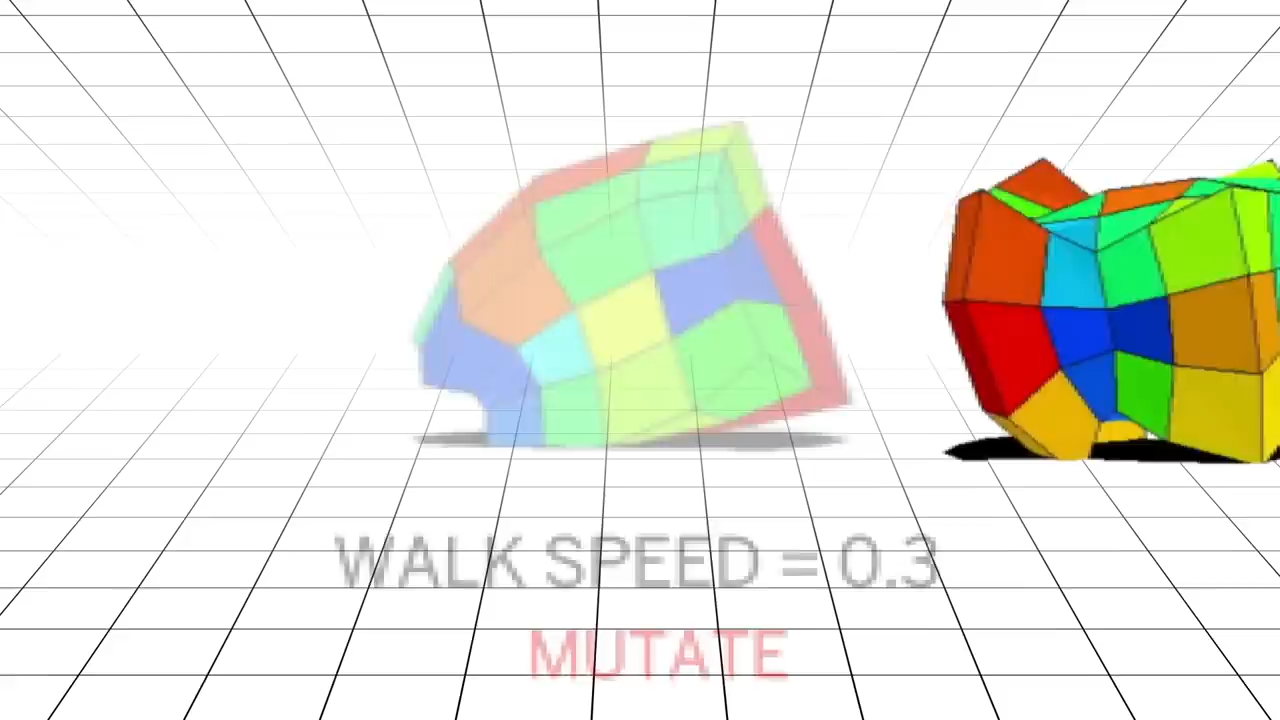 WALK SPEED = 0.3
MUTATE